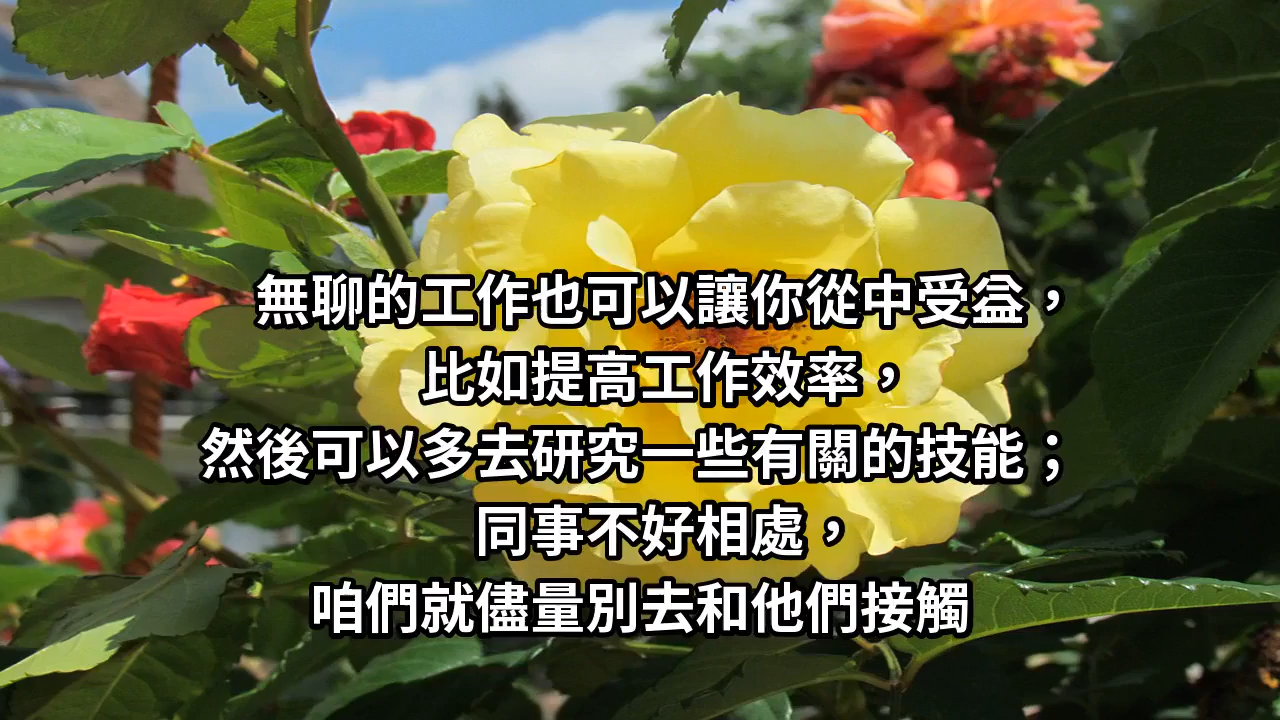 無聊的工作也可以讓你從中受益，
比如提高工作效率，
然後可以多去研究一些有關的技能；
同事不好相處，
咱們就儘量別去和他們接觸